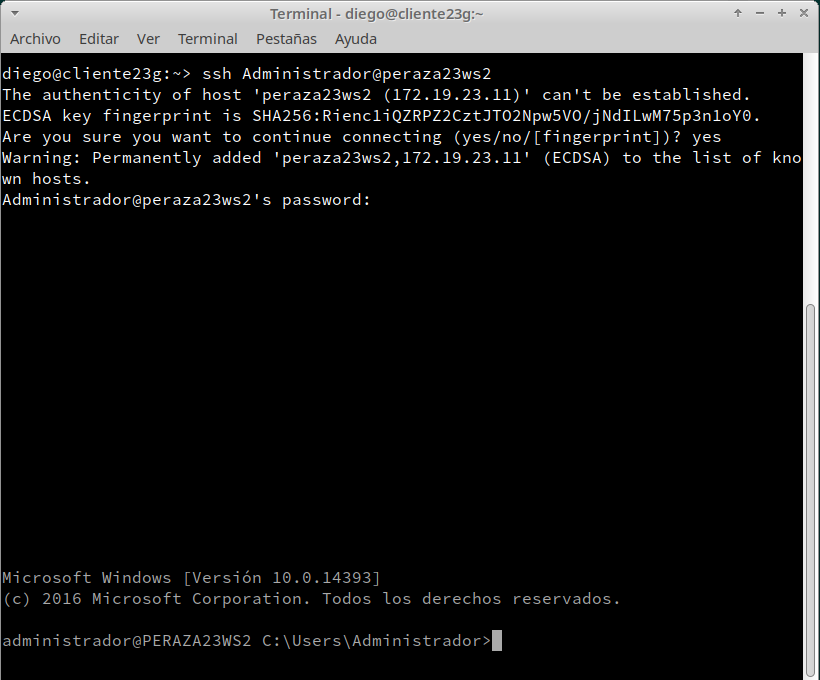 Terminal - diego@cliente23g:~
Archivo Editar Ver Terminal Pestañas Ayuda
diego@cliente23g:~> ssh Administrador@peraza23ws2
The authenticity of host 'peraza23ws2 (172.19.23.11)' can't be established.
ECDSA key fingerprint is SHA256:Rienc1iQZRPZ2CztJTO2Npw5VO/jNdILwM75p3n1oY0.
Are you sure you want to continue connecting (yes/no/[fingerprint])? yes
Warning: Permanently added 'peraza23ws2,172.19.23.11' (ECDSA) to the list of kno
wn hosts.
Administrador@peraza23ws2's password:
Microsoft Windows [Versión 10.0.14393]
(c) 2016 Microsoft Corporation. Todos los derechos reservados.
administrador@PERAZA23WS2 C:\Users\Administrador>